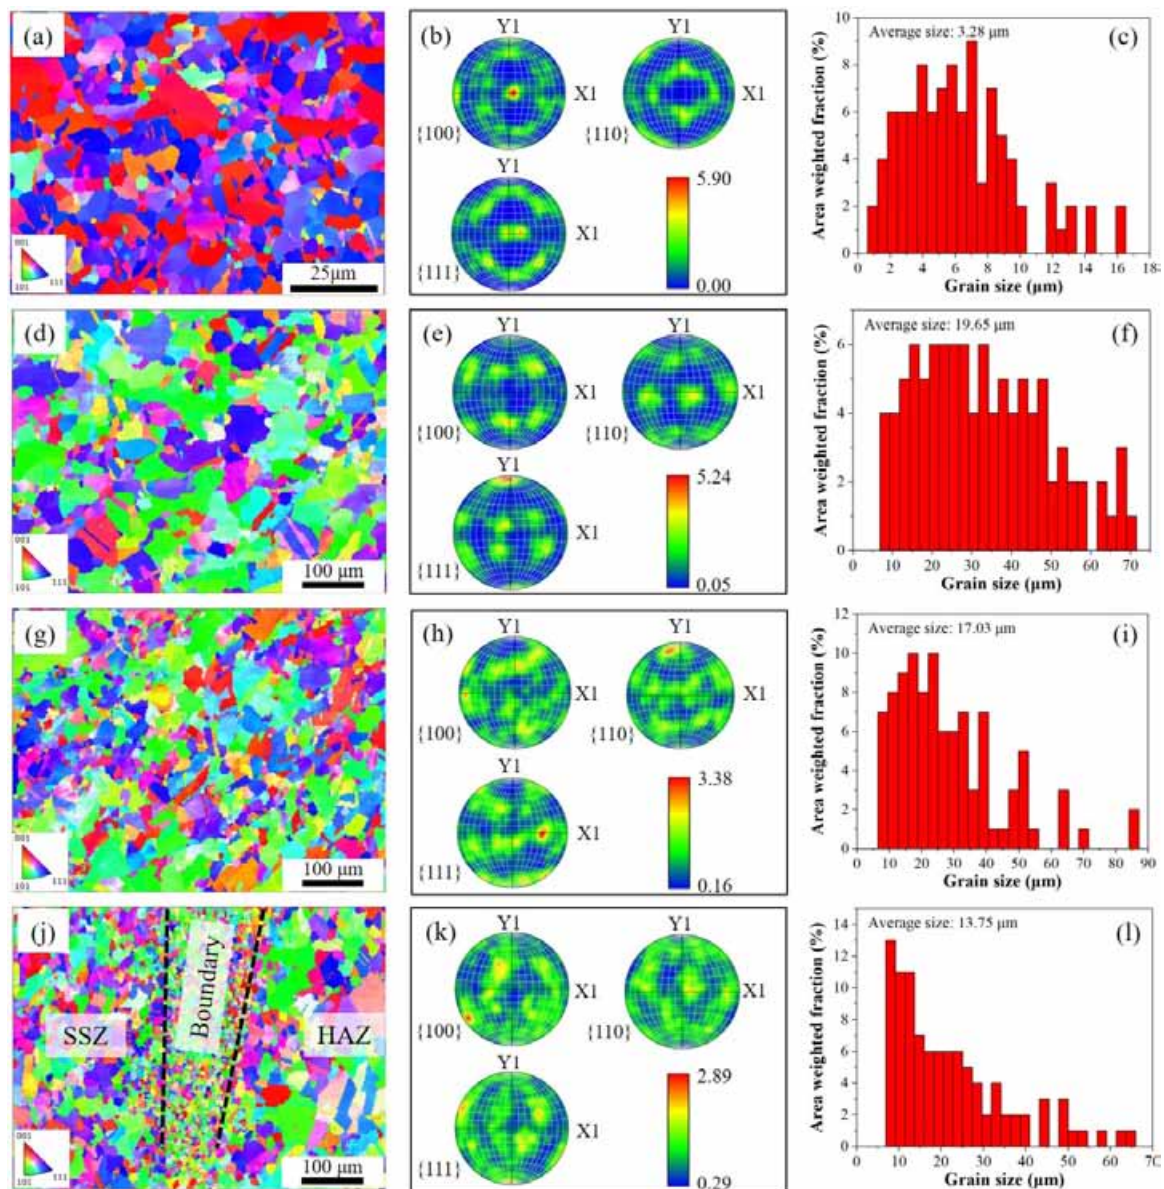 (a)
001
101
111
25μm
(b)
Y1
X1
{100}
X1
{110}
Y1
X1
{111}
5.90
0.00
(c)
Average size: 3.28 μm
Area weighted fraction (%)
10
8
6
4
2
0
0 2 4 6 8 10 12 14 16 18
Grain size (μm)
(d)
001
101
111
100 μm
(e)
Y1
X1
{100}
Y1
X1
{110}
Y1
X1
{111}
5.24
0.05
(f)
Average size: 19.65 μm
Area weighted fraction (%)
6
4
2
0
0 10 20 30 40 50 60 70
Grain size (μm)
(g)
001
101
111
100 μm
(h)
Y1
X1
{100}
Y1
X1
{110}
Y1
X1
{111}
3.38
0.16
(i)
Average size: 17.03 μm
Area weighted fraction (%)
12
10
8
6
4
2
0
0 10 20 30 40 50 60 70 80 90
Grain size (μm)
(j)
SSZ
Boundary
HAZ
001
101
111
100 μm
(k)
Y1
X1
{100}
Y1
X1
{110}
Y1
X1
{111}
2.89
0.29
(l)
Average size: 13.75 μm
Area weighted fraction (%)
14
12
10
8
6
4
2
0
0 10 20 30 40 50 60
Grain size (μm)